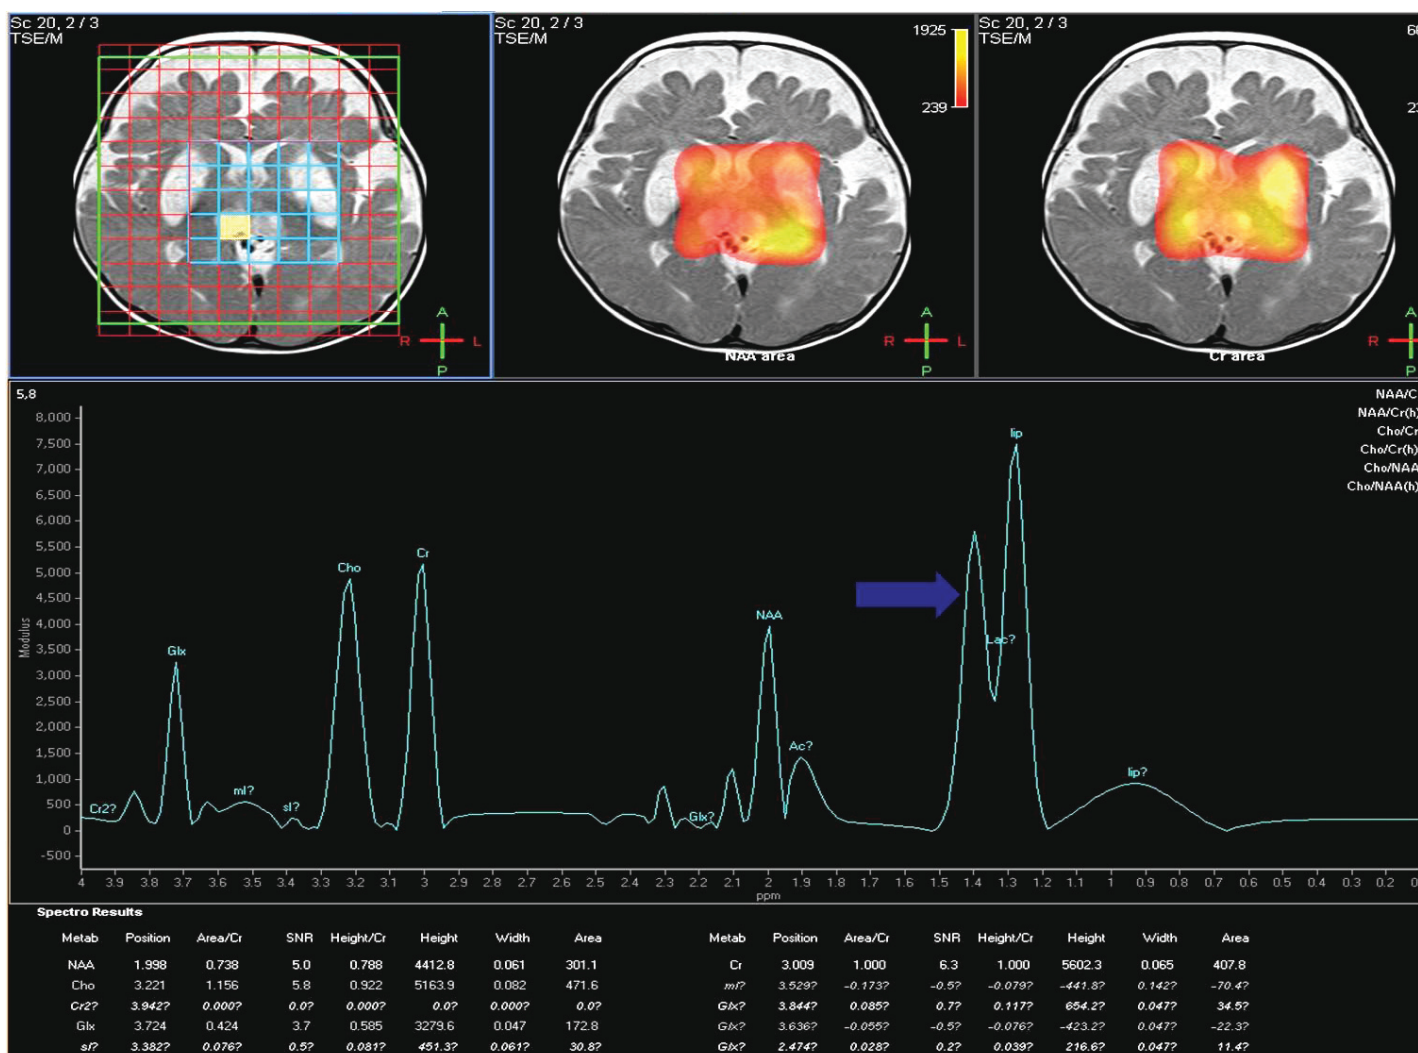 Sc 20, 2 / 3
TSE/M
A
R L
P
Sc 20, 2 / 3
TSE/M
1925
239
A
R L
P
NAA area
Sc 20, 2 / 3
TSE/M
A
R L
P
Cr area
5,8
NAA/C
NAA/Cr(h)
Cho/Cr
Cho/Cr(h)
Cho/NAA
Cho/NAA(h)
8,000
7,500
7,000
6,500
6,000
5,500
5,000
4,500
4,000
3,500
3,000
2,500
2,000
1,500
1,000
500
0
-500
Modulus
Cr2?
Glx
mI?
sI?
Cho
Cr
Glx?
NAA
Ac?
Lac?
lip
lip?
4 3.9 3.8 3.7 3.6 3.5 3.4 3.3 3.2 3.1 3 2.9 2.8 2.7 2.6 2.5 2.4 2.3 2.2 2.1 2 1.9 1.8 1.7 1.6 1.5 1.4 1.3 1.2 1.1 1 0.9 0.8 0.7 0.6 0.5 0.4 0.3 0.2 0.
ppm
Spectro Results
Metab Position Area/Cr SNR Height/Cr Height Width Area
NAA 1.998 0.738 5.0 0.788 4412.8 0.061 301.1
Cho 3.221 1.156 5.8 0.922 5163.9 0.082 471.6
Cr2? 3.942? 0.000? 0.0? 0.000? 0.0? 0.000? 0.0?
Glx 3.724 0.424 3.7 0.585 3279.6 0.047 172.8
sI? 3.382? 0.076? 0.5? 0.081? 451.3? 0.061? 30.8?
Metab Position Area/Cr SNR Height/Cr Height Width Area
Cr 3.009 1.000 6.3 1.000 5602.3 0.065 407.8
mI? 3.529? -0.173? -0.5? -0.079? -441.8? 0.142? -70.4?
Glx? 3.844? 0.085? 0.7? 0.117? 654.2? 0.047? 34.5?
Glx? 3.636? -0.055? -0.5? -0.076? -423.2? 0.047? -22.3?
Glx? 2.474? 0.028? 0.2? 0.039? 216.6? 0.047? 11.4?